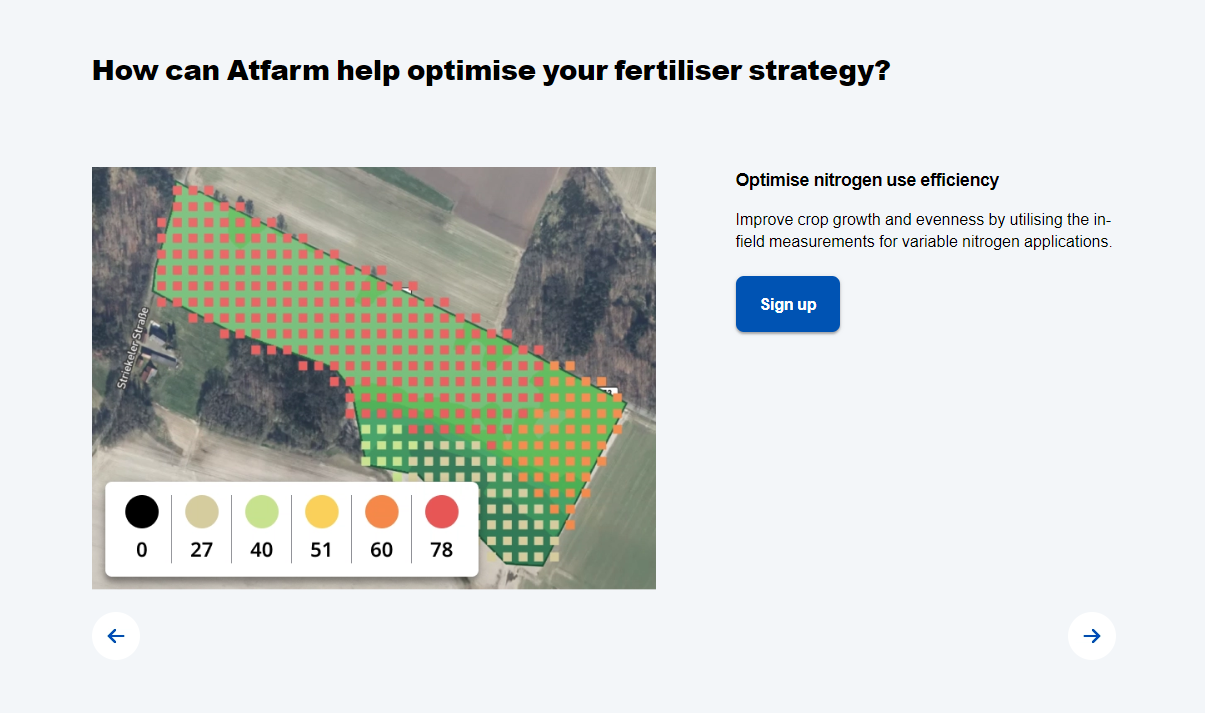 How can Atfarm help optimise your fertiliser strategy?
Optimise nitrogen use efficiency
Improve crop growth and evenness by utilising the in-
field measurements for variable nitrogen applications.
Sign up
Striekeler Straße
0 27 40 51 60 78